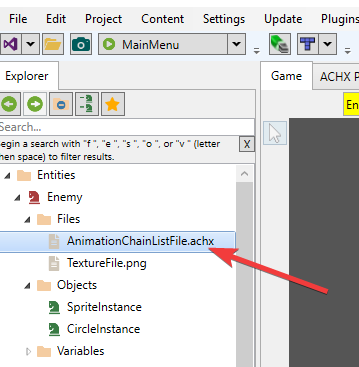 File Edit Project Content Settings Update Plugins
MainMenu
Explorer
Game ACHX P
En
Search...
egin a search with "f ", "e ", "s ", "o ", or "v " (letter
hen space) to filter results.
X
Entities
Enemy
Files
AnimationChainListFile.achx
TextureFile.png
Objects
SpriteInstance
CircleInstance
Variables